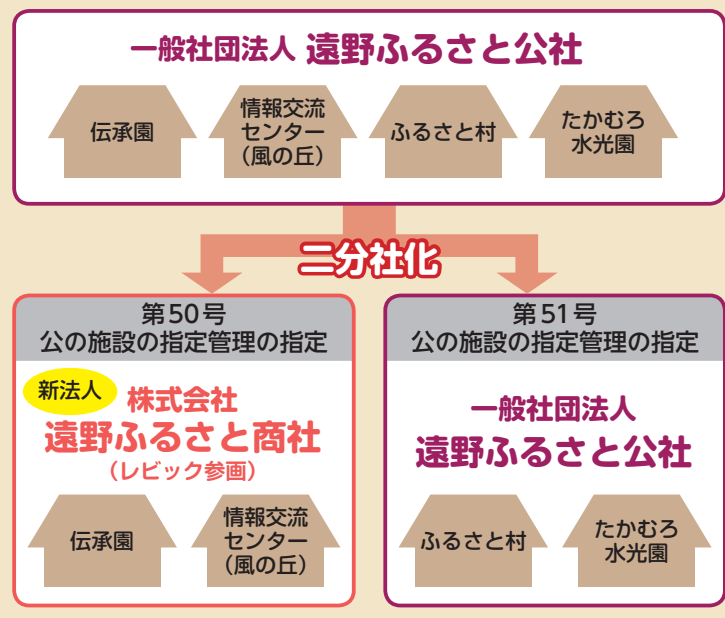 一般社団法人 遠野ふるさと公社
伝承園
情報交流
センター
（風の丘）
ふるさと村
たかむろ
水光園
二分社化
第50号
公の施設の指定管理の指定
新法人
株式会社
遠野ふるさと商社
（レビック参画）
伝承園
情報交流
センター
（風の丘）
第51号
公の施設の指定管理の指定
一般社団法人
遠野ふるさと公社
ふるさと村
たかむろ
水光園